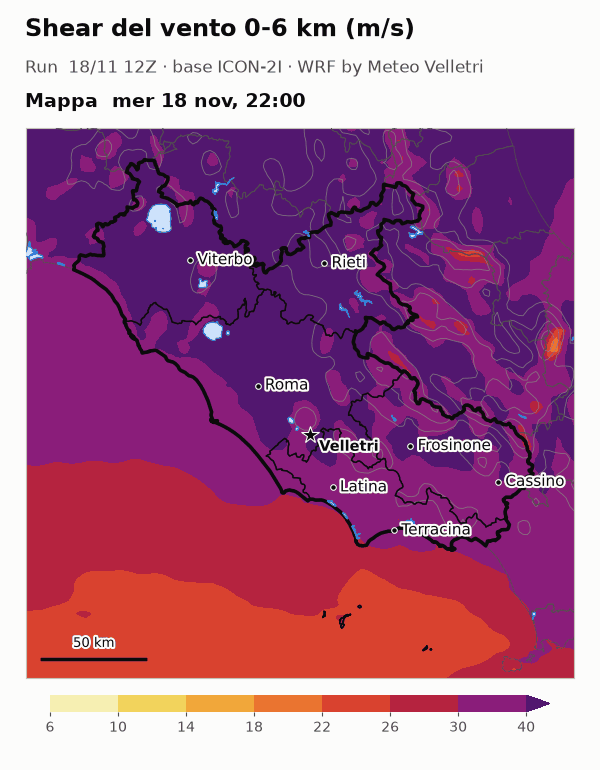 Shear del vento 0-6 km (m/s)
Run  18/11 12Z · base ICON-2I · WRF by Meteo Velletri
Mappa  mer 18 nov, 22:00
Viterbo
Rieti
Roma
Velletri
Frosinone
Latina
Cassino
Terracina
50 km
6 10 14 18 22 26 30 40